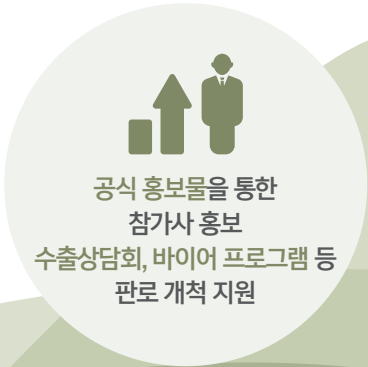 공식 홍보물을 통한
참가사 홍보
수출상담회, 바이어 프로그램 등
판로 개척 지원